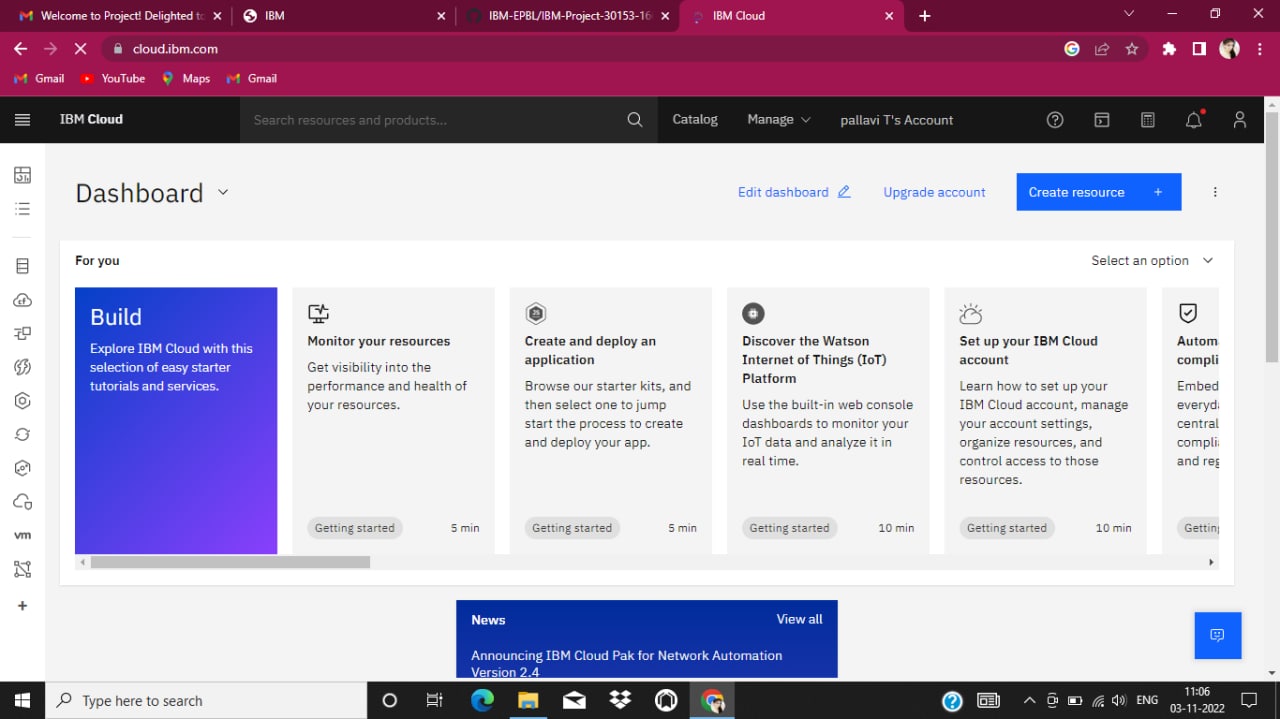 Welcome to Project! Delighted to
IBM
IBM-EPBL/IBM-Project-30153-16
IBM Cloud
cloud.ibm.com
Gmail
YouTube
Maps
Gmail
IBM Cloud
Search resources and products...
Catalog
Manage
pallavi T's Account
Dashboard
Edit dashboard
Upgrade account
Create resource +
For you
Select an option
Build
Explore IBM Cloud with this
selection of easy starter
tutorials and services.
Monitor your resources
Get visibility into the
performance and health of
your resources.
Getting started
5 min
JS
Create and deploy an
application
Browse our starter kits, and
then select one to jump
start the process to create
and deploy your app.
Getting started
5 min
Discover the Watson
Internet of Things (IoT)
Platform
Use the built-in web console
dashboards to monitor your
IoT data and analyze it in
real time.
Getting started
10 min
Set up your IBM Cloud
account
Learn how to set up your
IBM Cloud account, manage
your account settings,
organize resources, and
control access to those
resources.
Getting started
10 min
Autom
compli
Embed
everyda
central
compli
and reg
Getting
cf
vm
News
View all
Announcing IBM Cloud Pak for Network Automation
Version 2.4
Type here to search
ENG
11:06
03-11-2022